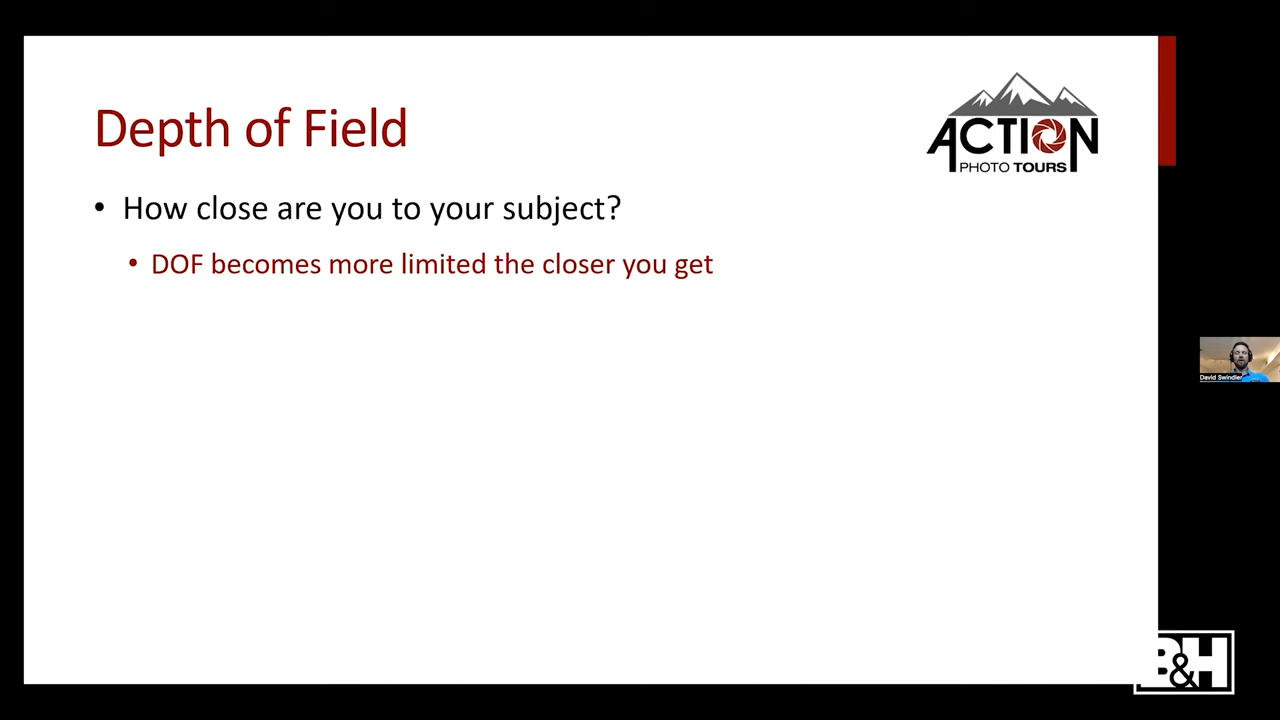 Depth of Field
ACTION
PHOTO TOURS
• How close are you to your subject?
• DOF becomes more limited the closer you get
David Swindler
B&H